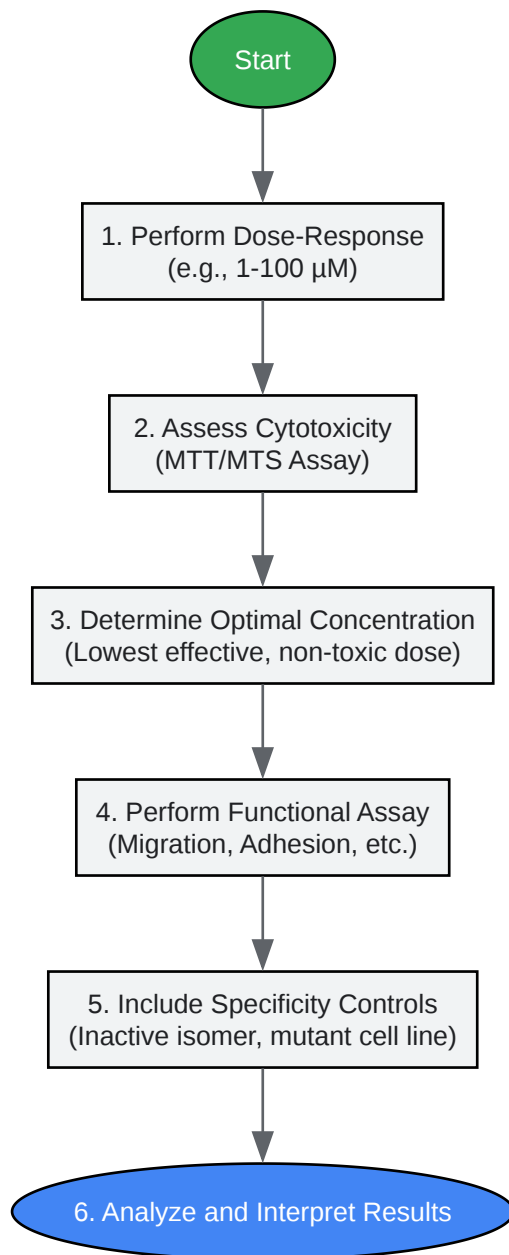 Start
1. Perform Dose-Response
(e.g., 1-100 µM)
2. Assess Cytotoxicity
(MTT/MTS Assay)
3. Determine Optimal Concentration
(Lowest effective, non-toxic dose)
4. Perform Functional Assay
(Migration, Adhesion, etc.)
5. Include Specificity Controls
(Inactive isomer, mutant cell line)
6. Analyze and Interpret Results